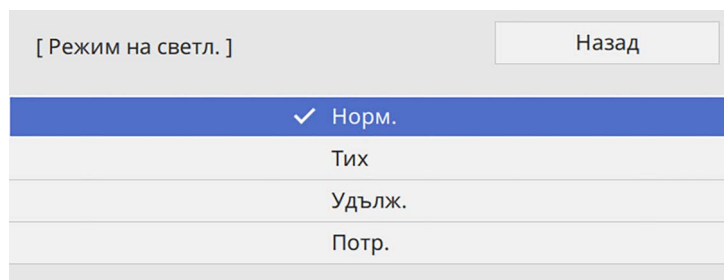 [ Режим на светл. ]
Назад
Норм.
Тих
Удълж.
Потр.